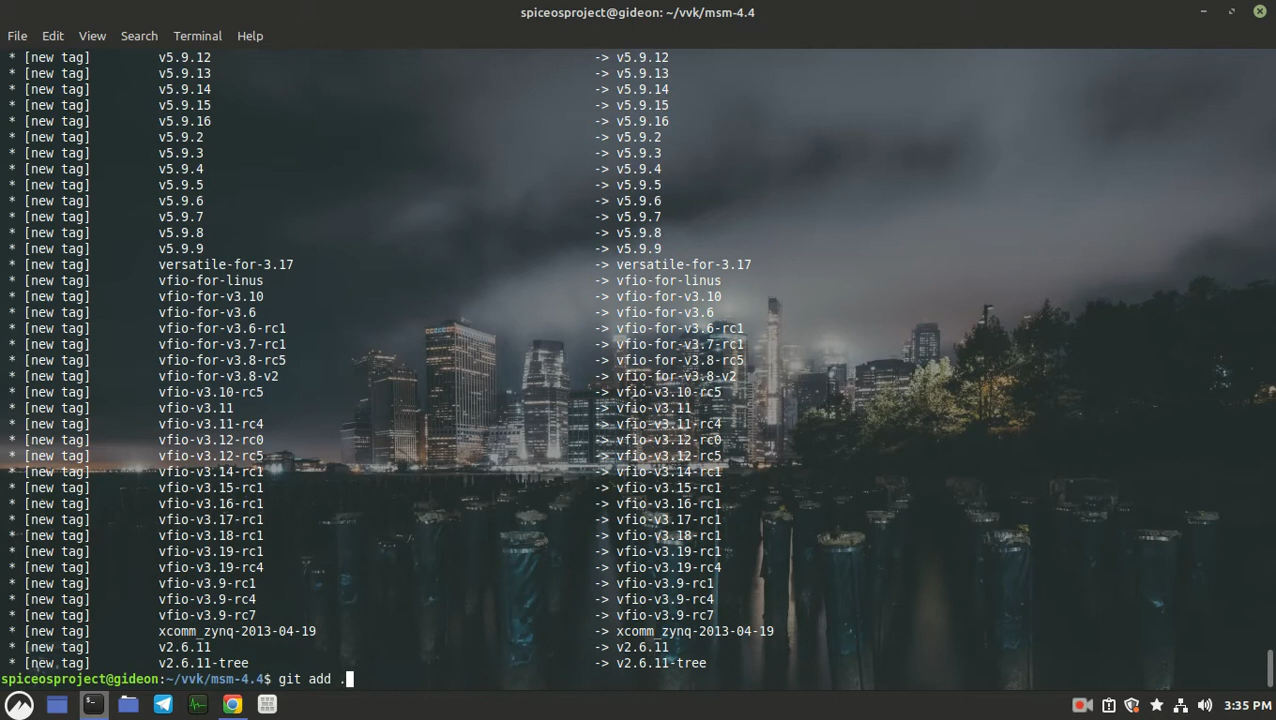 spiceosproject@gideon: ~/vvk/msm-4.4
File Edit View Search Terminal Help
* [new tag] v5.9.12 -> v5.9.12
* [new tag] v5.9.13 -> v5.9.13
* [new tag] v5.9.14 -> v5.9.14
* [new tag] v5.9.15 -> v5.9.15
* [new tag] v5.9.16 -> v5.9.16
* [new tag] v5.9.2 -> v5.9.2
* [new tag] v5.9.3 -> v5.9.3
* [new tag] v5.9.4 -> v5.9.4
* [new tag] v5.9.5 -> v5.9.5
* [new tag] v5.9.6 -> v5.9.6
* [new tag] v5.9.7 -> v5.9.7
* [new tag] v5.9.8 -> v5.9.8
* [new tag] v5.9.9 -> v5.9.9
* [new tag] versatile-for-3.17 -> versatile-for-3.17
* [new tag] vfio-for-linus -> vfio-for-linus
* [new tag] vfio-for-v3.10 -> vfio-for-v3.10
* [new tag] vfio-for-v3.6 -> vfio-for-v3.6
* [new tag] vfio-for-v3.6-rc1 -> vfio-for-v3.6-rc1
* [new tag] vfio-for-v3.7-rc1 -> vfio-for-v3.7-rc1
* [new tag] vfio-for-v3.8-rc5 -> vfio-for-v3.8-rc5
* [new tag] vfio-for-v3.8-v2 -> vfio-for-v3.8-v2
* [new tag] vfio-v3.10-rc5 -> vfio-v3.10-rc5
* [new tag] vfio-v3.11 -> vfio-v3.11
* [new tag] vfio-v3.11-rc4 -> vfio-v3.11-rc4
* [new tag] vfio-v3.12-rc0 -> vfio-v3.12-rc0
* [new tag] vfio-v3.12-rc5 -> vfio-v3.12-rc5
* [new tag] vfio-v3.14-rc1 -> vfio-v3.14-rc1
* [new tag] vfio-v3.15-rc1 -> vfio-v3.15-rc1
* [new tag] vfio-v3.16-rc1 -> vfio-v3.16-rc1
* [new tag] vfio-v3.17-rc1 -> vfio-v3.17-rc1
* [new tag] vfio-v3.18-rc1 -> vfio-v3.18-rc1
* [new tag] vfio-v3.19-rc1 -> vfio-v3.19-rc1
* [new tag] vfio-v3.19-rc4 -> vfio-v3.19-rc4
* [new tag] vfio-v3.9-rc1 -> vfio-v3.9-rc1
* [new tag] vfio-v3.9-rc4 -> vfio-v3.9-rc4
* [new tag] vfio-v3.9-rc7 -> vfio-v3.9-rc7
* [new tag] xcomm_zynq-2013-04-19 -> xcomm_zynq-2013-04-19
* [new tag] v2.6.11 -> v2.6.11
* [new tag] v2.6.11-tree -> v2.6.11-tree
spiceosproject@gideon:~/vvk/msm-4.4$ git add .
3:35 PM